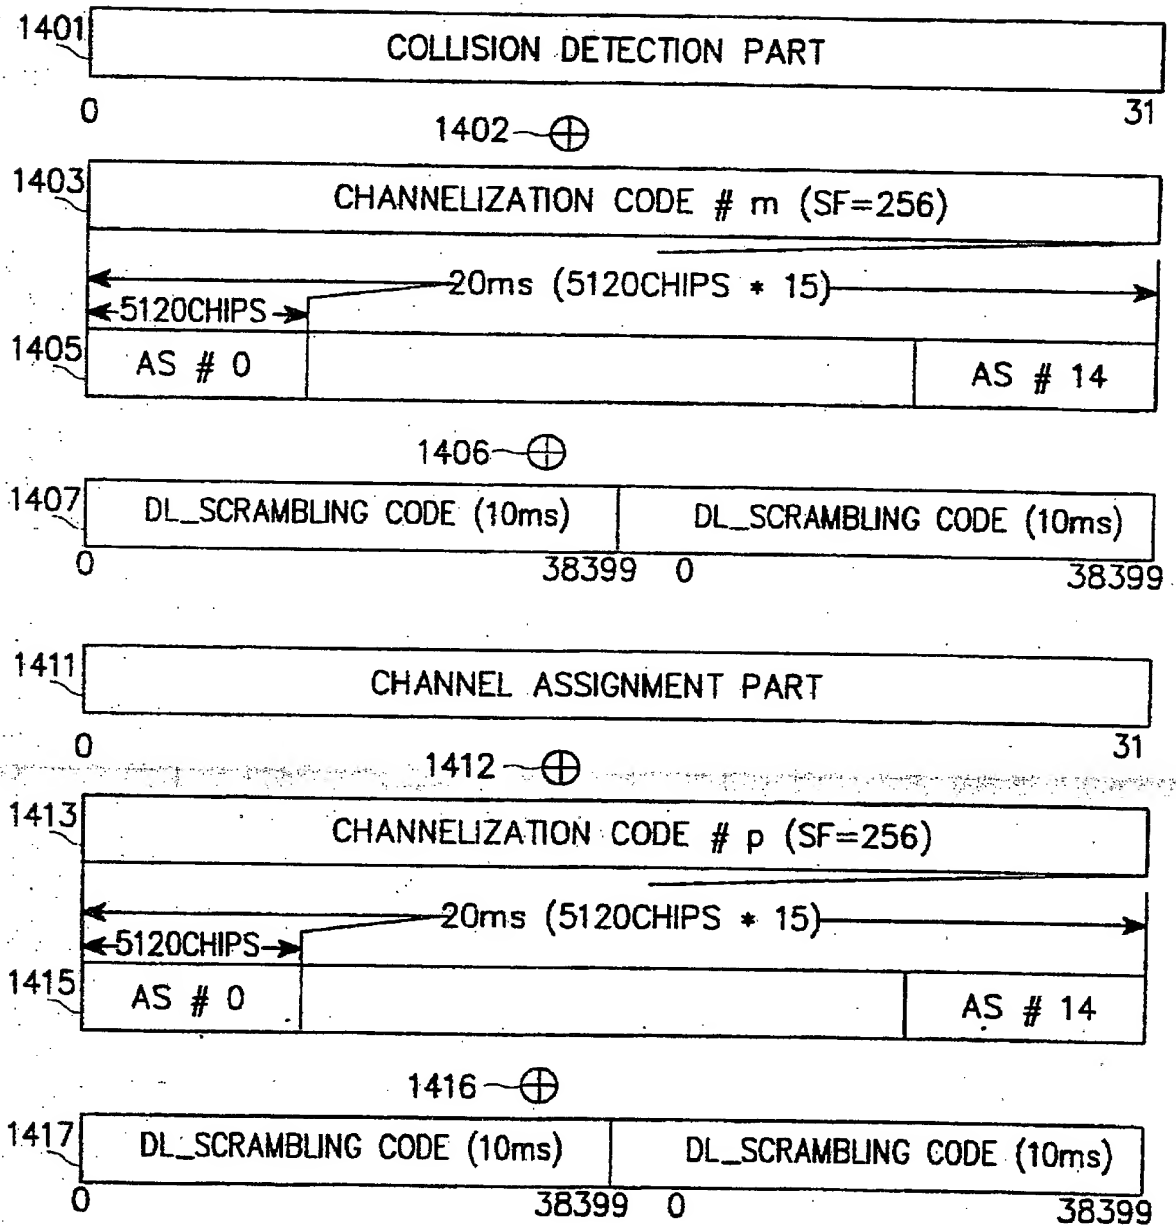 1401
COLLISION DETECTION PART
0 31
1402
1403
CHANNELIZATION CODE # m (SF=256)
20ms (5120CHIPS * 15)
5120CHIPS
1405
AS # 0 AS # 14
1406
1407
DL_SCRAMBLING CODE (10ms) DL_SCRAMBLING CODE (10ms)
0 38399 0 38399
1411
CHANNEL ASSIGNMENT PART
0 31
1412
1413
CHANNELIZATION CODE # p (SF=256)
20ms (5120CHIPS * 15)
5120CHIPS
1415
AS # 0 AS # 14
1416
1417
DL_SCRAMBLING CODE (10ms) DL_SCRAMBLING CODE (10ms)
0 38399 0 38399